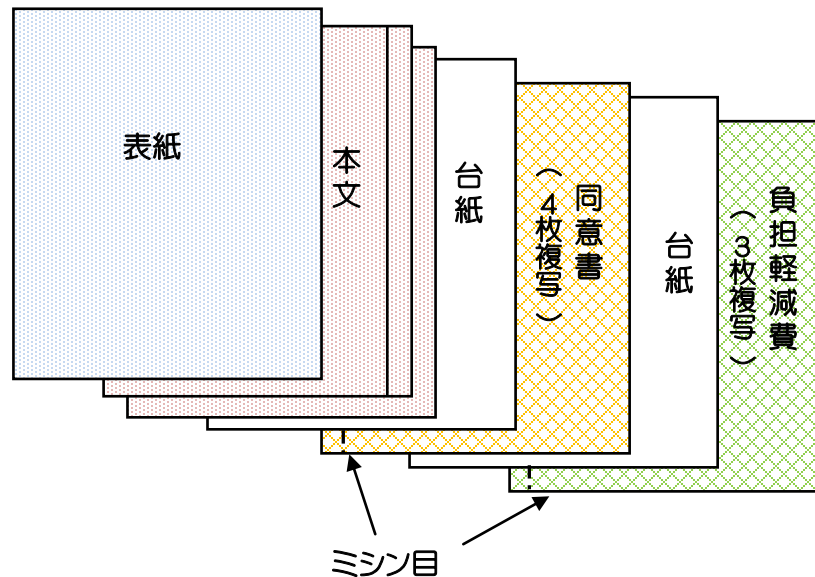 表紙
本文
台紙
同意書
(4枚複写)
台紙
負担軽減費
(3枚複写)
ミシン目